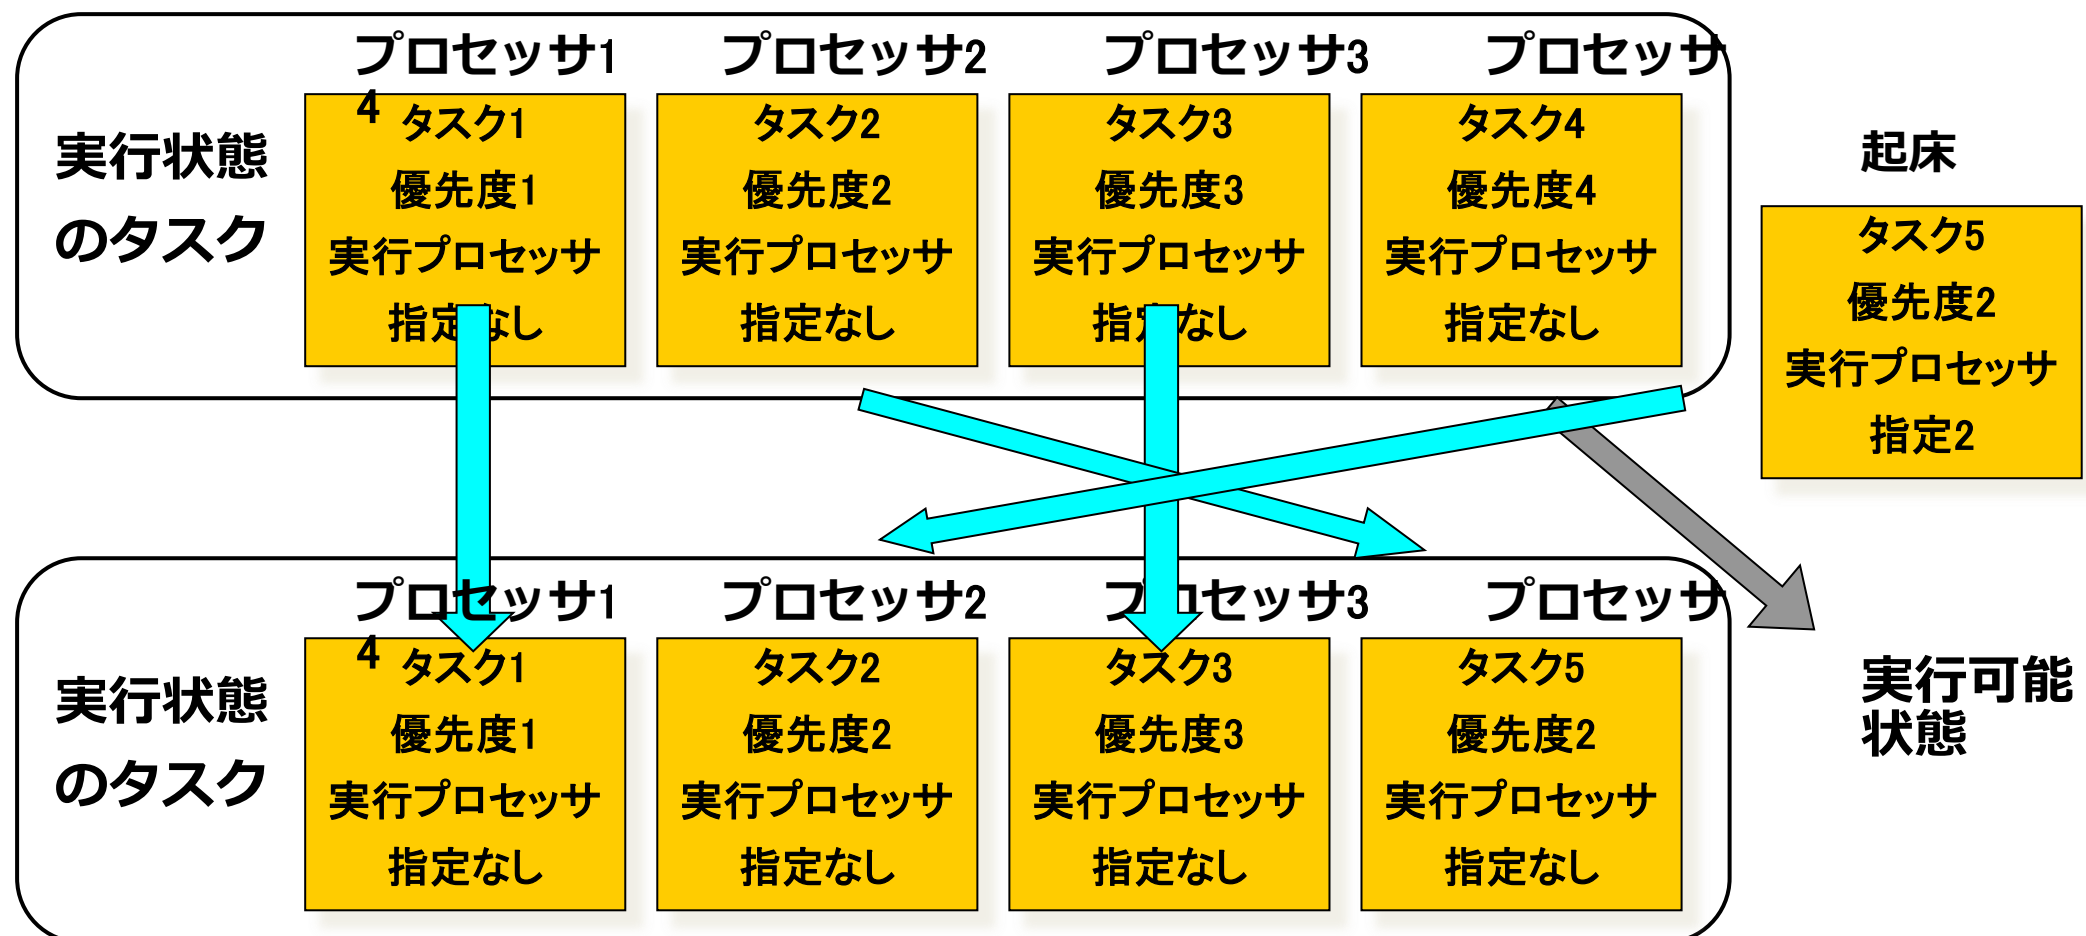 プロセッサ1 プロセッサ2 プロセッサ3 プロセッサ
4
実行状態
のタスク
タスク1
優先度1
実行プロセッサ
指定なし
タスク2
優先度2
実行プロセッサ
指定なし
タスク3
優先度3
実行プロセッサ
指定なし
タスク4
優先度4
実行プロセッサ
指定なし
起床
タスク5
優先度2
実行プロセッサ
指定2
プロセッサ1 プロセッサ2 プロセッサ3 プロセッサ
4
実行状態
のタスク
タスク1
優先度1
実行プロセッサ
指定なし
タスク2
優先度2
実行プロセッサ
指定なし
タスク3
優先度3
実行プロセッサ
指定なし
タスク5
優先度2
実行プロセッサ
指定なし
実行可能
状態